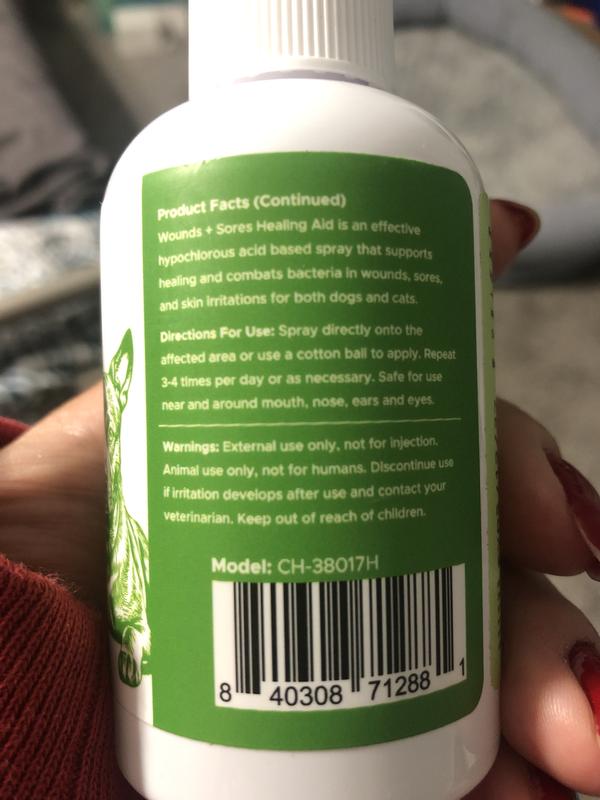 Product Facts (Continued)
Wounds + Sores Healing Aid is an effective
hypochlorous acid based spray that supports
healing and combats bacteria in wounds, sores,
and skin irritations for both dogs and cats.
Directions For Use: Spray directly onto the
affected area or use a cotton ball to apply. Repeat
3-4 times per day or as necessary. Safe for use
near and around mouth, nose, ears and eyes.
Warnings: External use only, not for injection.
Animal use only, not for humans. Discontinue use
if irritation develops after use and contact your
veterinarian. Keep out of reach of children.
Model: CH-38017H
8 40308 71288 1